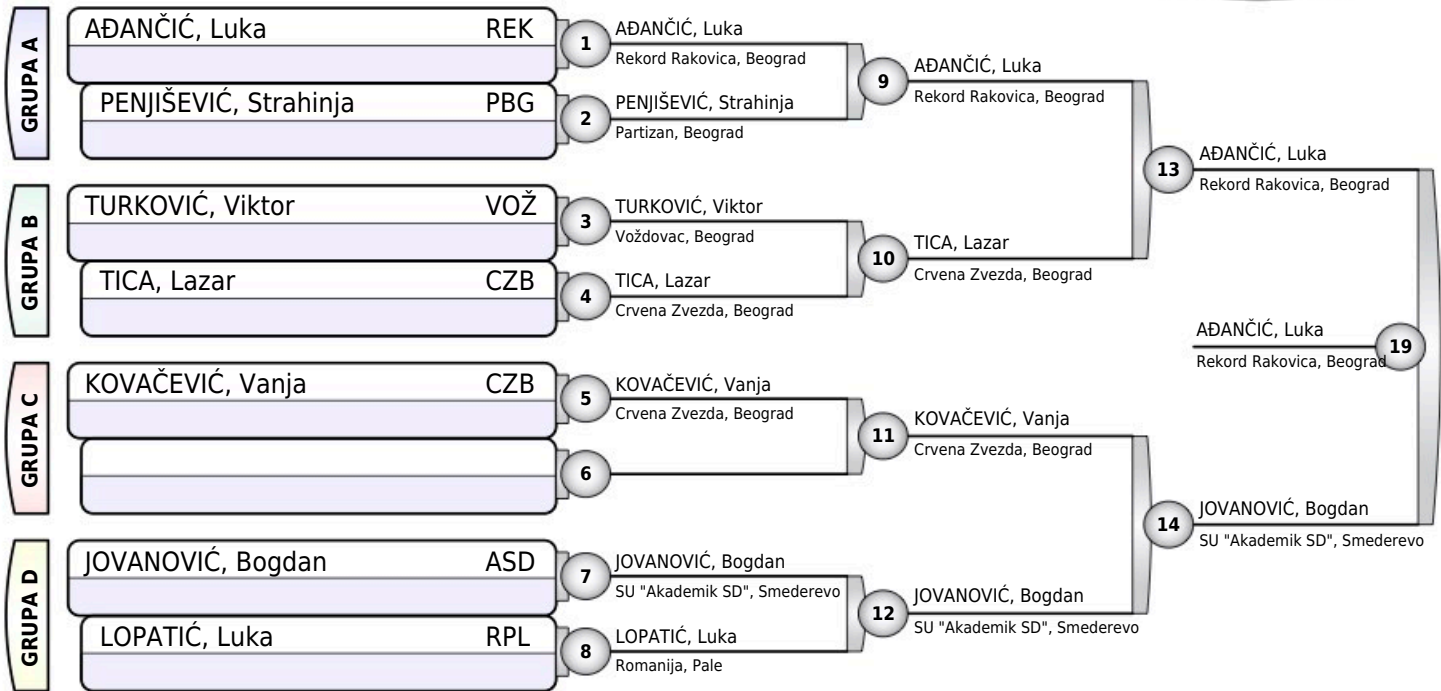 GRUPA A
AĐANČIĆ, Luka REK
PENJIŠEVIĆ, Strahinja PBG
GRUPA B
TURKOVIĆ, Viktor VOŽ
TICA, Lazar CZB
GRUPA C
KOVAČEVIĆ, Vanja CZB
GRUPA D
JOVANOVIĆ, Bogdan ASD
LOPATIĆ, Luka RPL
1
AĐANČIĆ, Luka
Rekord Rakovica, Beograd
2
PENJIŠEVIĆ, Strahinja
Partizan, Beograd
3
TURKOVIĆ, Viktor
Voždovac, Beograd
4
TICA, Lazar
Crvena Zvezda, Beograd
5
KOVAČEVIĆ, Vanja
Crvena Zvezda, Beograd
6
7
JOVANOVIĆ, Bogdan
SU "Akademik SD", Smederevo
8
LOPATIĆ, Luka
Romanija, Pale
9
AĐANČIĆ, Luka
Rekord Rakovica, Beograd
10
TICA, Lazar
Crvena Zvezda, Beograd
11
KOVAČEVIĆ, Vanja
Crvena Zvezda, Beograd
12
JOVANOVIĆ, Bogdan
SU "Akademik SD", Smederevo
13
AĐANČIĆ, Luka
Rekord Rakovica, Beograd
14
JOVANOVIĆ, Bogdan
SU "Akademik SD", Smederevo
AĐANČIĆ, Luka
Rekord Rakovica, Beograd
19